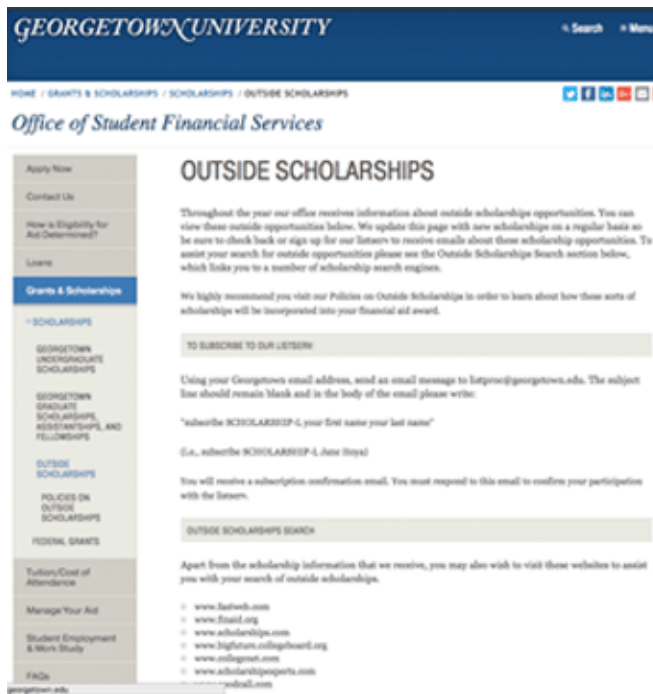 GEORGETOWN UNIVERSITY
Search
Menu
HOME / GRANTS & SCHOLARSHIPS / SCHOLARSHIPS / OUTSIDE SCHOLARSHIPS
Office of Student Financial Services
Apply Now
Contact Us
How is Eligibility for
Aid Determined?
Loans
Grants & Scholarships
- SCHOLARSHIPS
GEORGETOWN
UNDERGRADUATE
SCHOLARSHIPS
GEORGETOWN
GRADUATE
SCHOLARSHIPS,
ASSISTANTSHIPS, AND
FELLOWSHIPS
OUTSIDE
SCHOLARSHIPS
POLICIES ON
OUTSIDE
SCHOLARSHIPS
FEDERAL GRANTS
Tuition/Cost of
Attendance
Manage Your Aid
Student Employment
& Work Study
FAQs
georgetown.edu
OUTSIDE SCHOLARSHIPS
Throughout the year our office receives information about outside scholarships opportunities. You can
view these outside opportunities below. We update this page with new scholarships on a regular basis so
be sure to check back or sign up for our listserv to receive emails about these scholarship opportunities. To
assist your search for outside opportunities please see the Outside Scholarships Search section below,
which links you to a number of scholarship search engines.
We highly recommend you visit our Policies on Outside Scholarships in order to learn about how these sorts of
scholarships will be incorporated into your financial aid award.
TO SUBSCRIBE TO OUR LISTSERV:
Using your Georgetown email address, send an email message to listproc@georgetown.edu. The subject
line should remain blank and in the body of the email please write:
"subscribe SCHOLARSHIP-L your first name your last name"
(i.e., subscribe SCHOLARSHIP-L Jane Hoya)
You will receive a subscription confirmation email. You must respond to this email to confirm your participation
with the listserv.
OUTSIDE SCHOLARSHIPS SEARCH
Apart from the scholarship information that we receive, you may also wish to visit these websites to assist
you with your search of outside scholarships.
www.fastweb.com
www.finaid.org
www.scholarships.com
www.bigfuture.collegeboard.org
www.collegenet.com
www.scholarshipexperts.com